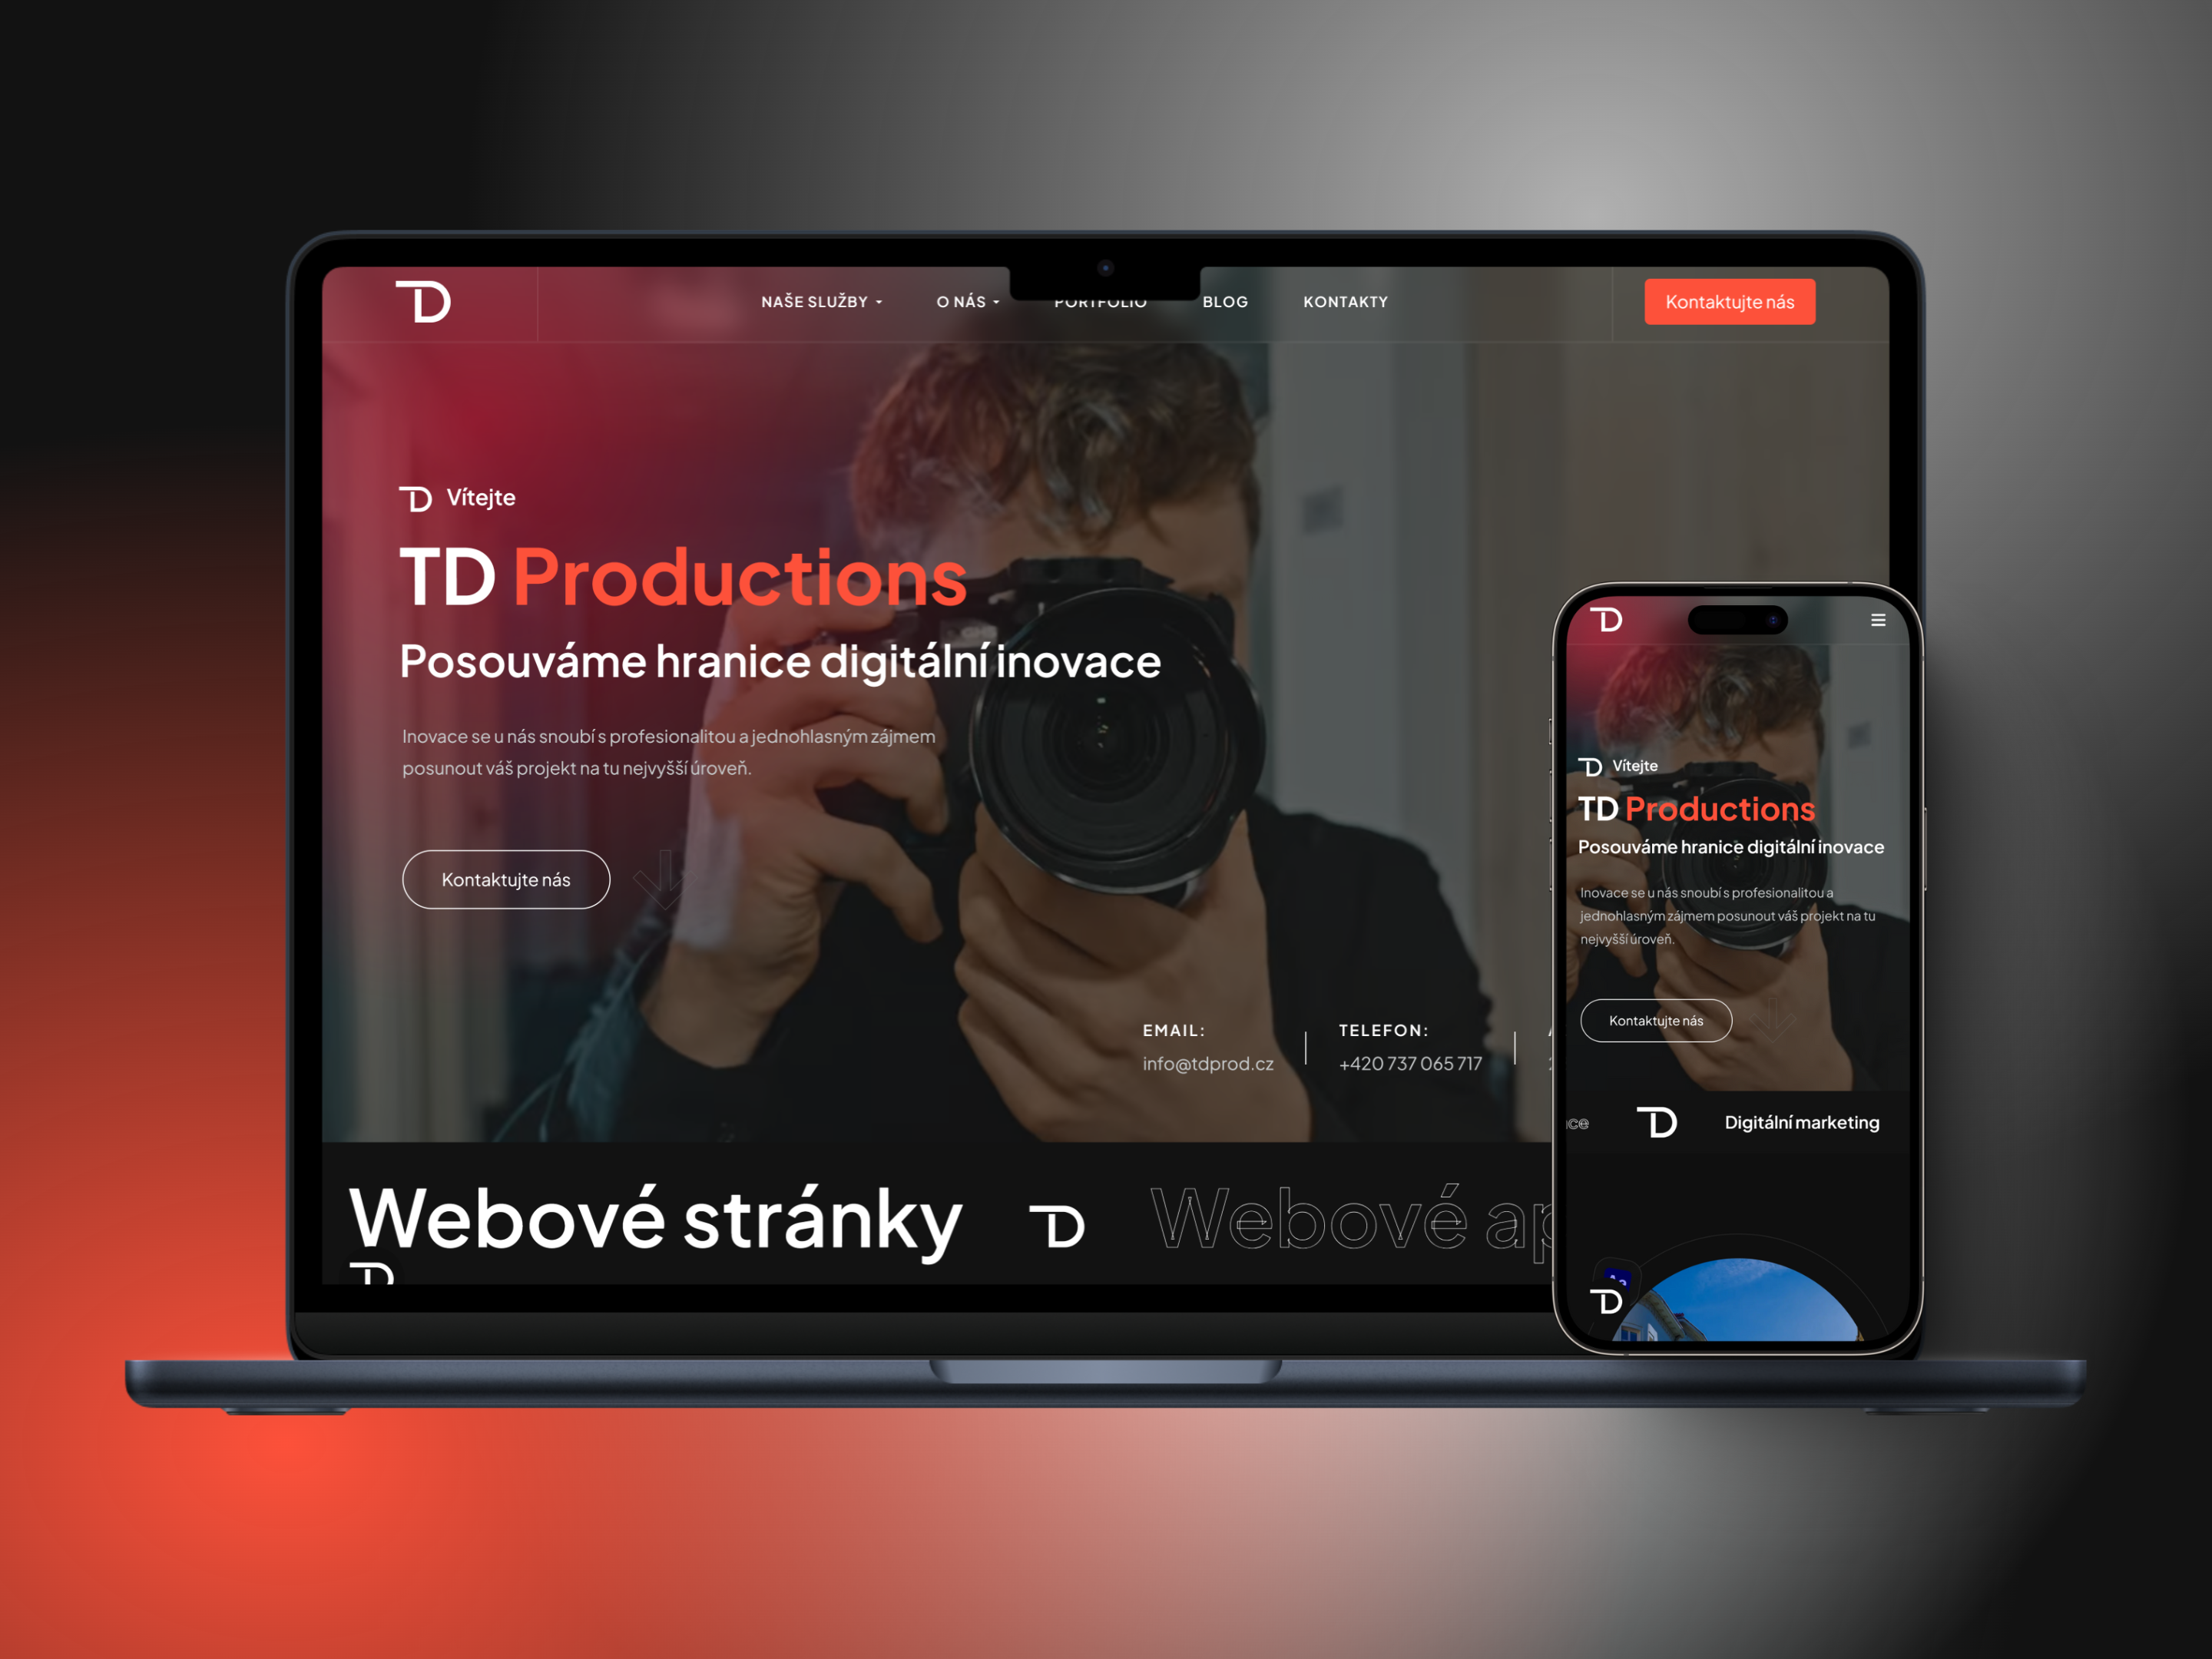 TD
NAŠE SLUŽBY
O NÁS
PORTFOLIO
BLOG
KONTAKTY
Kontaktujte nás
TD Vítejte
TD Productions
Posouváme hranice digitální inovace
Inovace se u nás snoubí s profesionalitou a jednohlasným zájmem
posunout váš projekt na tu nejvyšší úroveň.
Kontaktujte nás
EMAIL:
info@tdprod.cz
TELEFON:
+420 737 065 717
Webové stránky TD Webové ap
TD
TD
TD Vítejte
TD Productions
Posouváme hranice digitální inovace
Inovace se u nás snoubí s profesionalitou a
jednohlasným zájmem posunout váš projekt na tu
nejvyšší úroveň.
Kontaktujte nás
ce TD Digitální marketing
TD